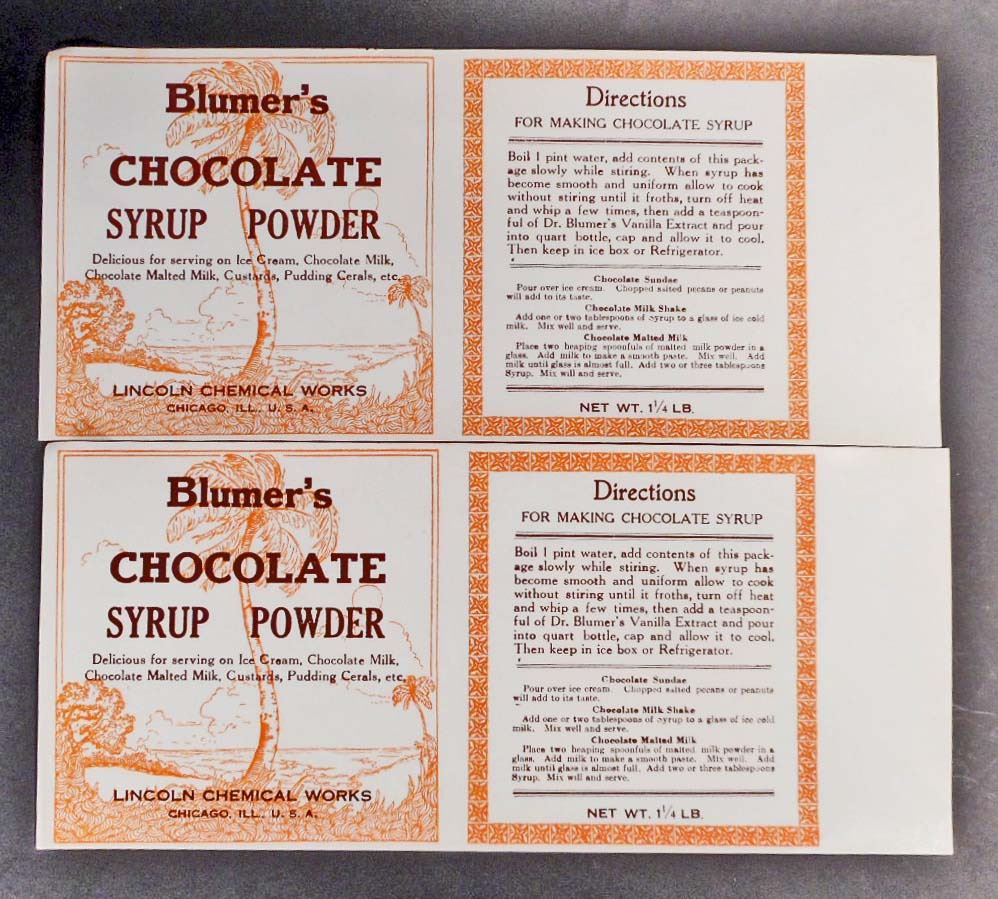 Blumer's
CHOCOLATE
SYRUP POWDER
Delicious for serving on Ice Cream, Chocolate Milk,
Chocolate Malted Milk, Custards, Pudding Cerals, etc.
LINCOLN CHEMICAL WORKS
CHICAGO, ILL., U. S. A.
Directions
FOR MAKING CHOCOLATE SYRUP
Boil 1 pint water, add contents of this pack-
age slowly while stiring. When syrup has
become smooth and uniform allow to cook
without stiring until it froths, turn off heat
and whip a few times, then add a teaspoon-
ful of Dr. Blumer's Vanilla Extract and pour
into quart bottle, cap and allow it to cool.
Then keep in ice box or Refrigerator.
Chocolate Sundae
Pour over ice cream. Chopped salted pecans or peanuts
will add to its taste.
Chocolate Milk Shake
Add one or two tablespoons of syrup to a glass of ice cold
milk. Mix well and serve.
Chocolate Malted Milk
Place two heaping spoonfuls of malted milk powder in a
glass. Add milk to make a smooth paste. Mix well. Add
milk until glass is almost full. Add two or three tablespoons
Syrup. Mix will and serve.
NET WT. 1 1/4 LB.
Blumer's
CHOCOLATE
SYRUP POWDER
Delicious for serving on Ice Cream, Chocolate Milk,
Chocolate Malted Milk, Custards, Pudding Cerals, etc.
LINCOLN CHEMICAL WORKS
CHICAGO, ILL., U. S. A.
Directions
FOR MAKING CHOCOLATE SYRUP
Boil 1 pint water, add contents of this pack-
age slowly while stiring. When syrup has
become smooth and uniform allow to cook
without stiring until it froths, turn off heat
and whip a few times, then add a teaspoon-
ful of Dr. Blumer's Vanilla Extract and pour
into quart bottle, cap and allow it to cool.
Then keep in ice box or Refrigerator.
Chocolate Sundae
Pour over ice cream. Chopped salted pecans or peanuts
will add to its taste.
Chocolate Milk Shake
Add one or two tablespoons of syrup to a glass of ice cold
milk. Mix well and serve.
Chocolate Malted Milk
Place two heaping spoonfuls of malted milk powder in a
glass. Add milk to make a smooth paste. Mix well. Add
milk until glass is almost full. Add two or three tablespoons
Syrup. Mix will and serve.
NET WT. 1 1/4 LB.